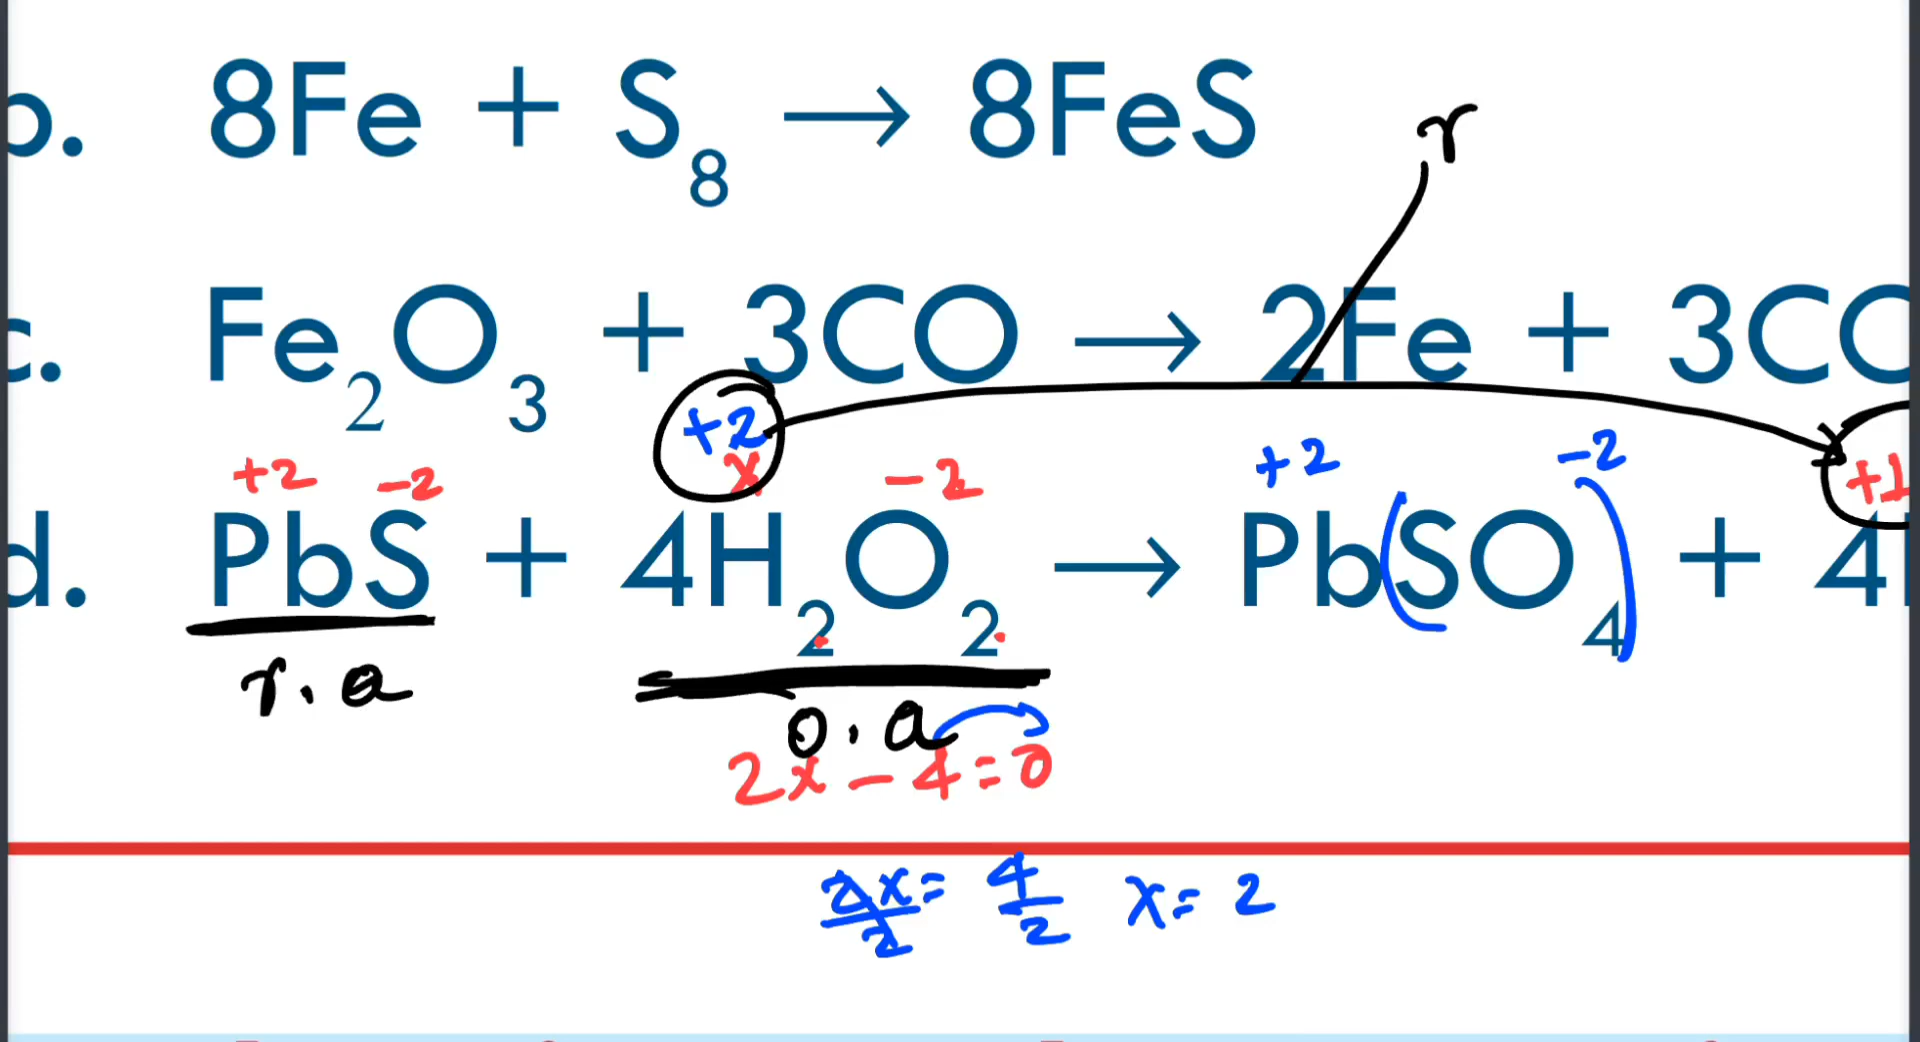 b. 8Fe + S₈ → 8FeS
r
c. Fe₂O₃ + 3CO → 2Fe + 3CO
+2 -2 +2 x -2 +2 -2 +1
d. PbS + 4H₂O₂ → Pb(SO₄) + 4
r.a o.a
2x - 4 = 0
2x/2 = 4/2 x = 2